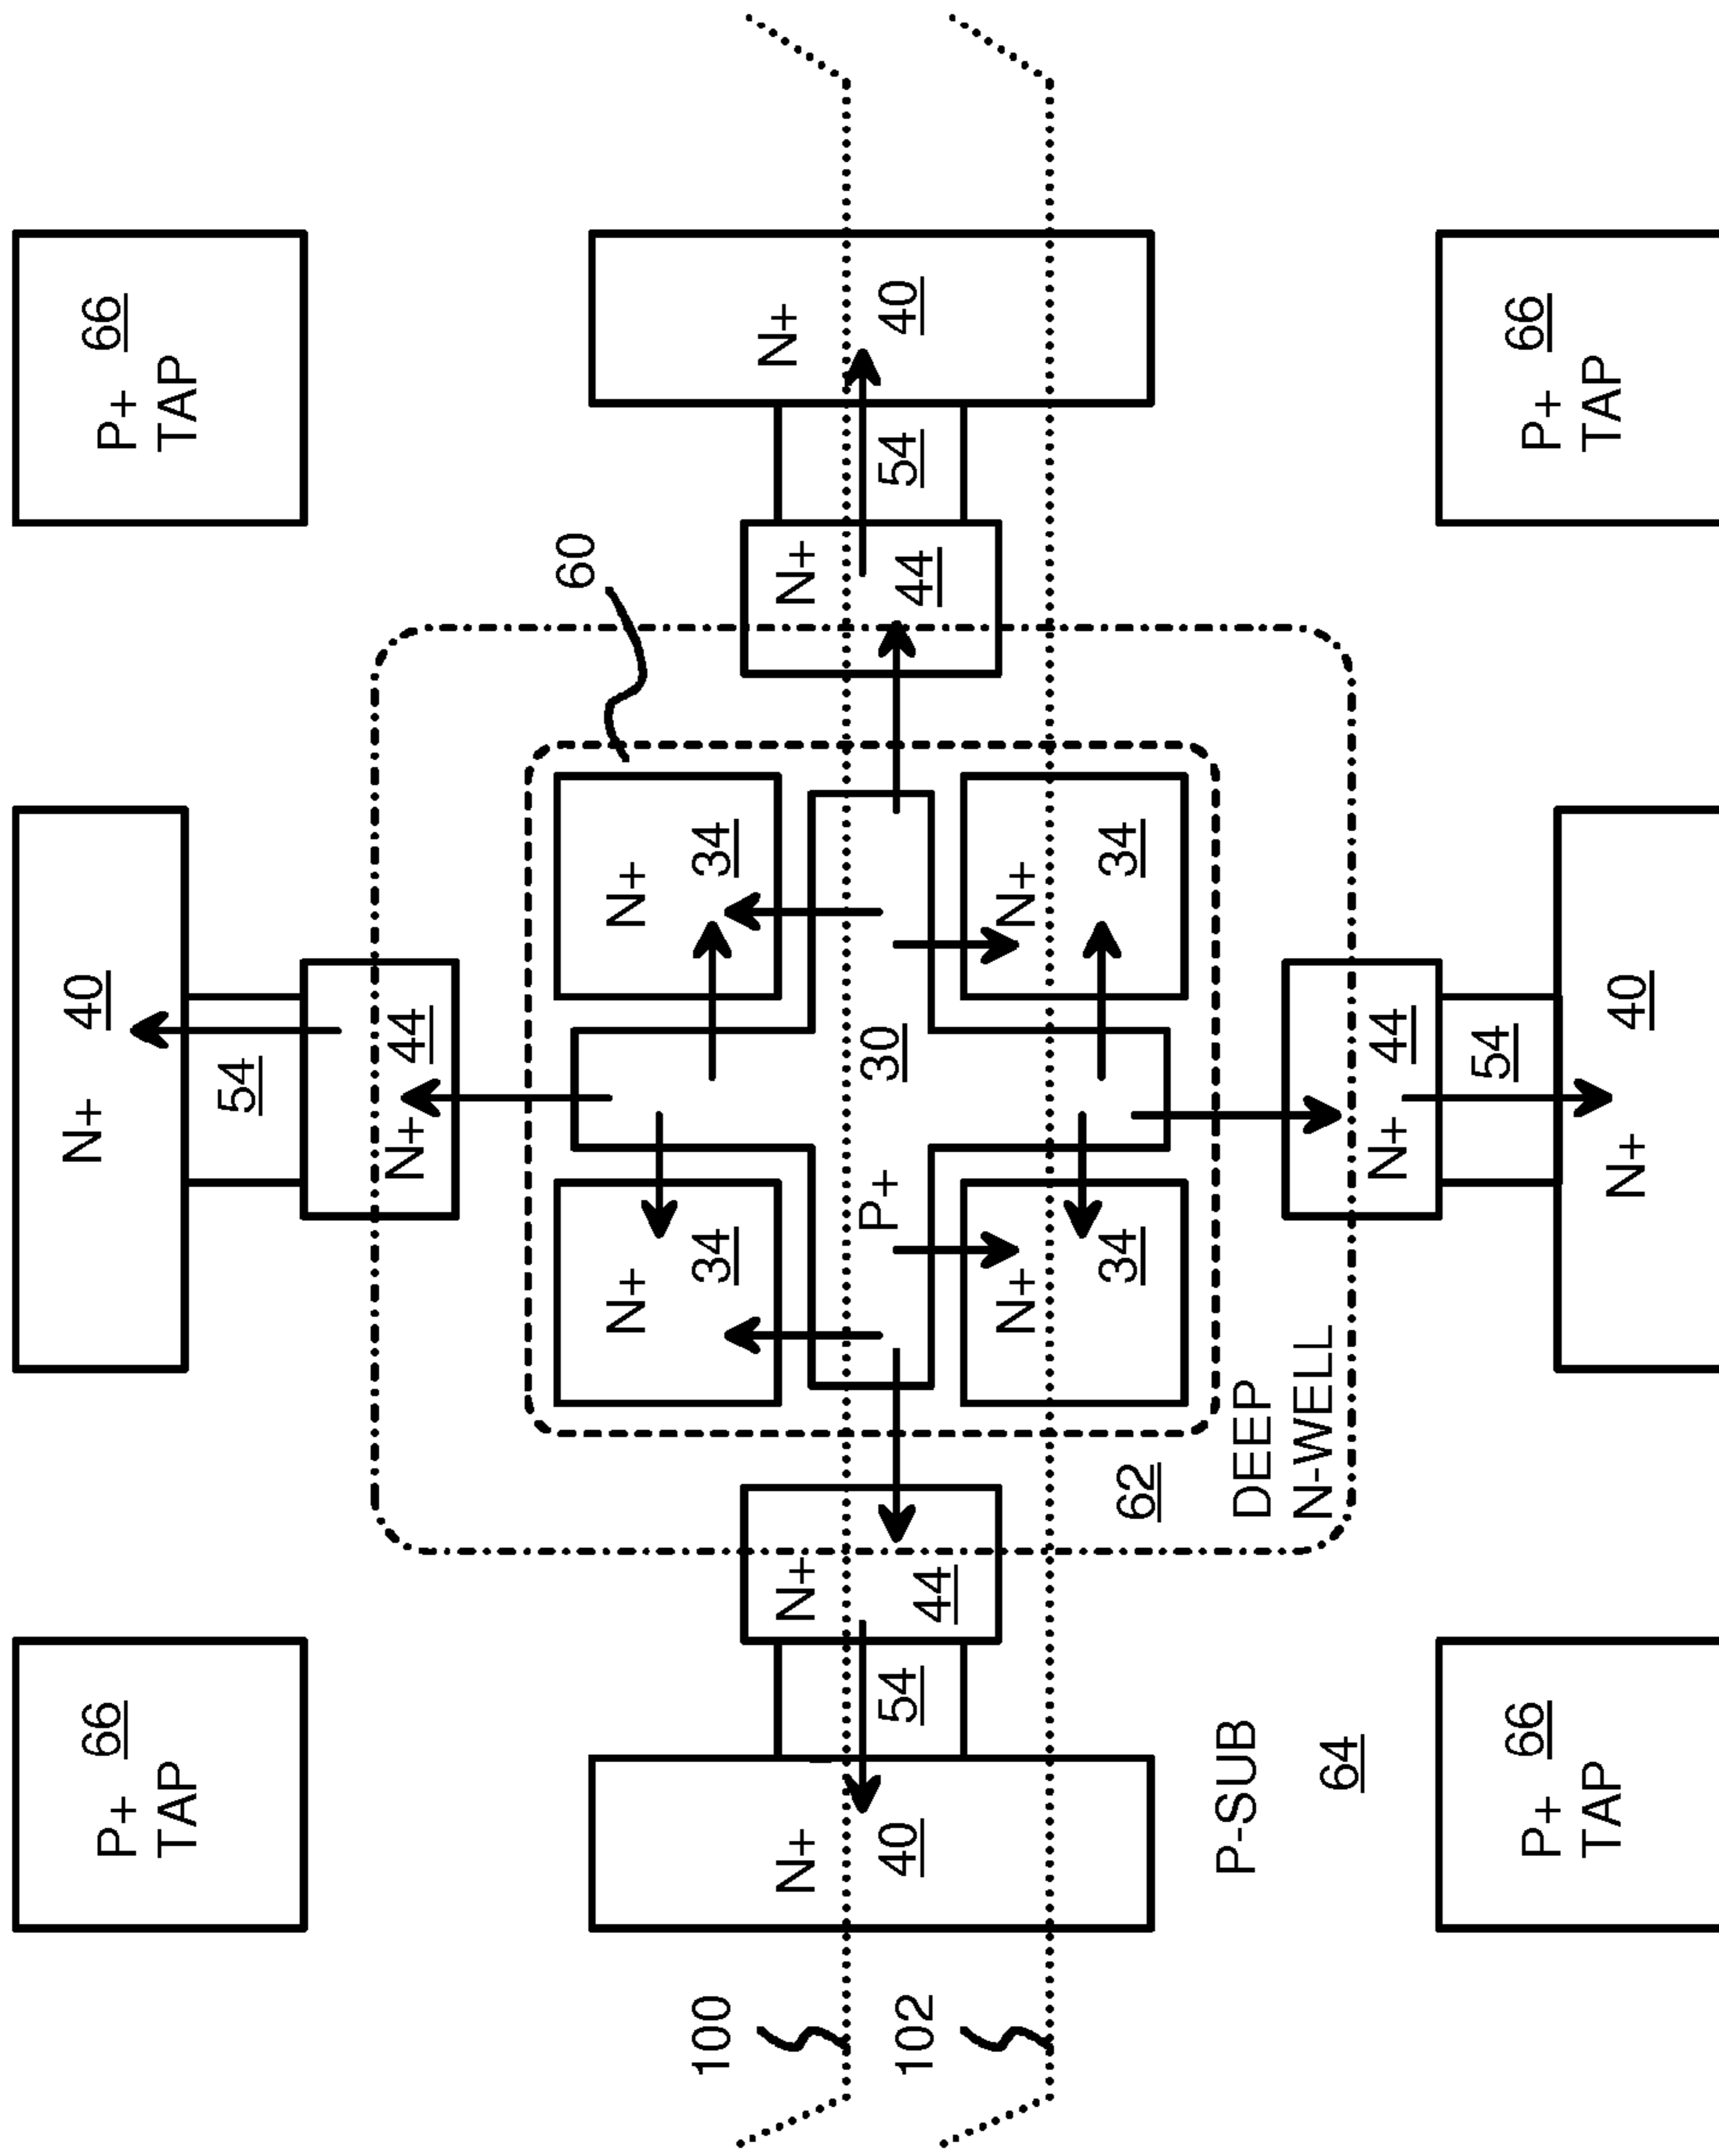 P+ 66
TAP
N+ 40
P+ 66
TAP
54
N+ 44
60
N+
34
N+
34
100
N+
40
54
N+
44
P+ 30
N+
44
54
N+
40
102
N+
34
N+
34
62
DEEP
N-WELL
P-SUB
64
N+ 44
54
P+ 66
TAP
N+ 40
P+ 66
TAP